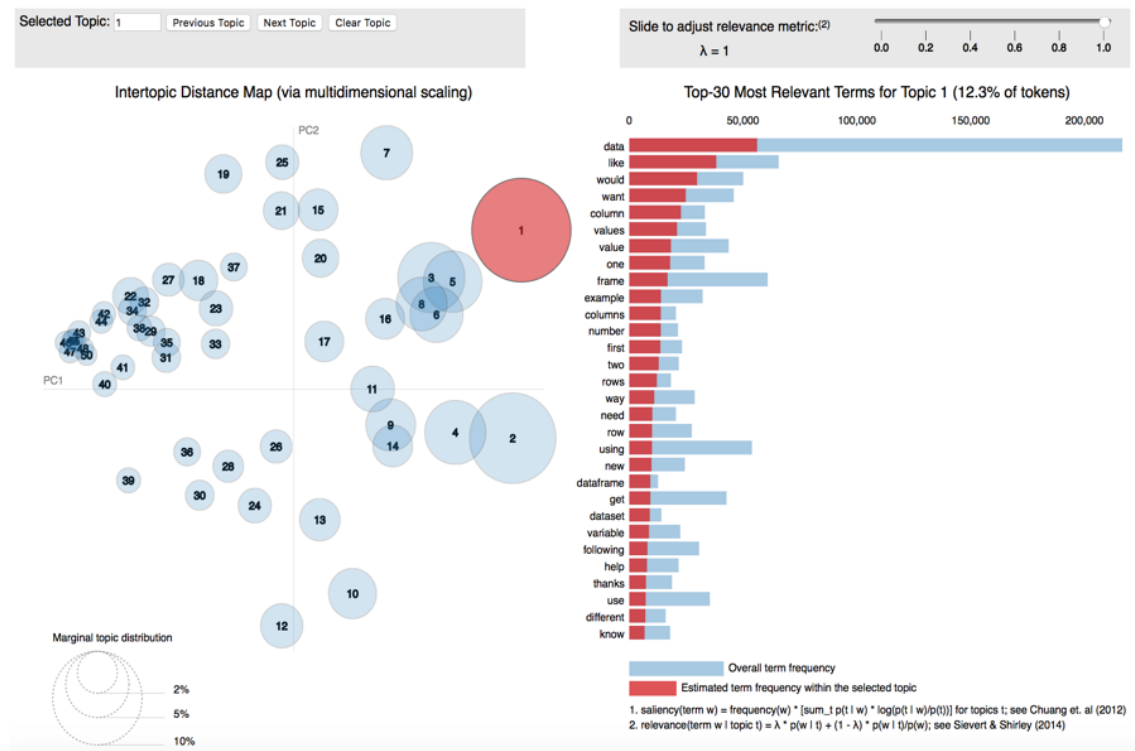 Selected Topic: 1 Previous Topic Next Topic Clear Topic
Slide to adjust relevance metric:(2)
λ = 1
0.0 0.2 0.4 0.6 0.8 1.0
Intertopic Distance Map (via multidimensional scaling)
PC2
PC1
7
25
19
21
15
1
20
37
27
18
3
5
22
32
34
8
6
23
42
44
16
38
29
43
17
35
33
47
48
50
31
41
40
11
9
14
4
2
26
36
28
39
30
24
13
10
12
Marginal topic distribution
2%
5%
10%
Top-30 Most Relevant Terms for Topic 1 (12.3% of tokens)
0 50,000 100,000 150,000 200,000
data
like
would
want
column
values
value
one
frame
example
columns
number
first
two
rows
way
need
row
using
new
dataframe
get
dataset
variable
following
help
thanks
use
different
know
Overall term frequency
Estimated term frequency within the selected topic
1. saliency(term w) = frequency(w) * [sum_t p(t | w) * log(p(t | w)/p(t))] for topics t; see Chuang et. al (2012)
2. relevance(term w | topic t) = λ * p(w | t) + (1 - λ) * p(w | t)/p(w); see Sievert & Shirley (2014)